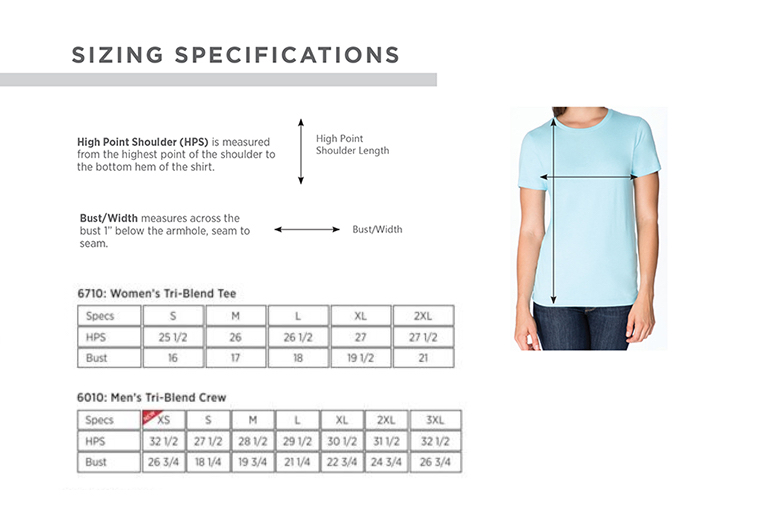 SIZING SPECIFICATIONS
High Point Shoulder (HPS) is measured
from the highest point of the shoulder to
the bottom hem of the shirt.
High Point
Shoulder Length
Bust/Width measures across the
bust 1” below the armhole, seam to
seam.
Bust/Width
6710: Women's Tri-Blend Tee
Specs S M L XL 2XL
HPS 25 1/2 26 26 1/2 27 27 1/2
Bust 16 17 18 19 1/2 21
6010: Men's Tri-Blend Crew
Specs NEW XS S M L XL 2XL 3XL
HPS 32 1/2 27 1/2 28 1/2 29 1/2 30 1/2 31 1/2 32 1/2
Bust 26 3/4 18 1/4 19 3/4 21 1/4 22 3/4 24 3/4 26 3/4